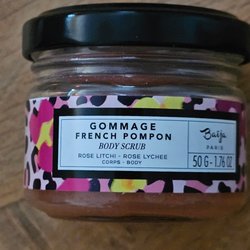 GOMMAGE
FRENCH POMPON
BODY SCRUB
ROSE LITCHI - ROSE LYCHEE
CORPS - BODY
Baïja
PARIS
50 G - 1.76 OZ